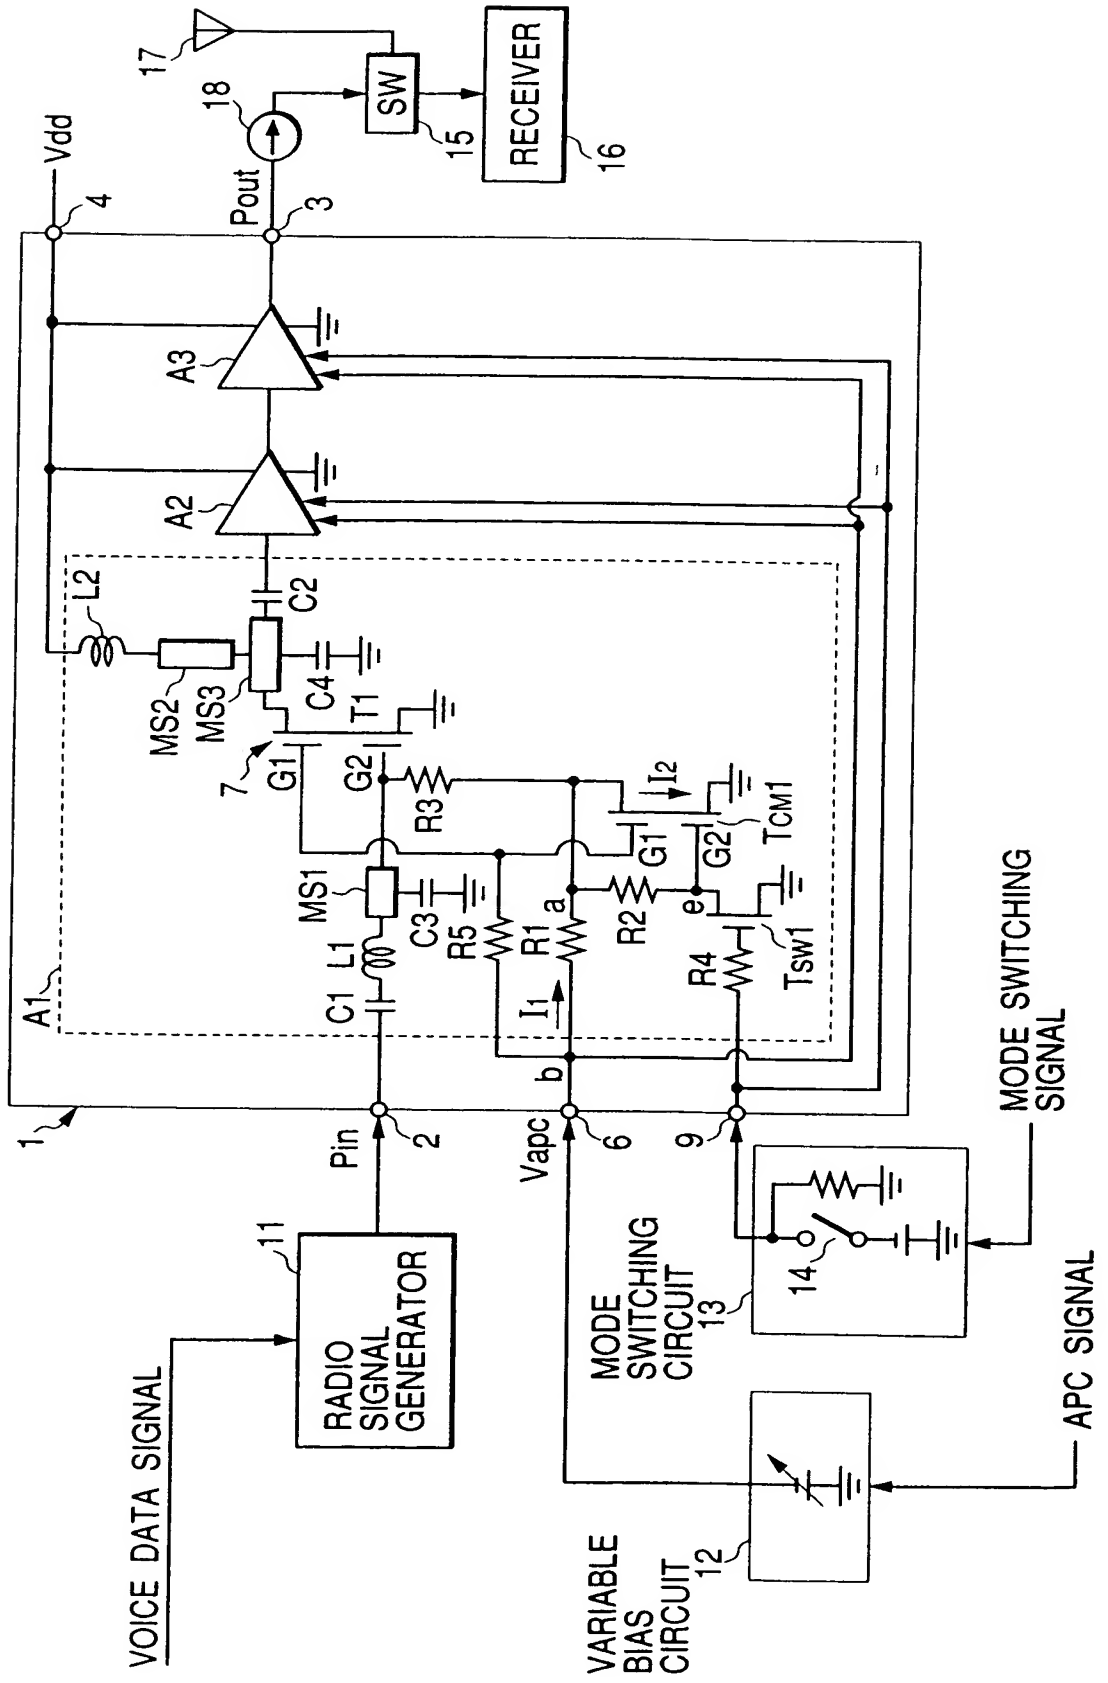 VOICE DATA SIGNAL
RADIO
SIGNAL
GENERATOR
11
Pin
2
1
A1
C1
L1
MS1
C3
R5
I1
R1
a
b
Vapc
6
9
R4
Tsw1
e
R2
R3
G1
G2
TCM1
I2
7
G1
G2
T1
MS2
MS3
L2
C4
C2
A2
A3
Vdd
4
Pout
3
18
17
SW
15
RECEIVER
16
VARIABLE
BIAS
CIRCUIT
12
MODE
SWITCHING
CIRCUIT
13
14
APC SIGNAL
MODE SWITCHING
SIGNAL